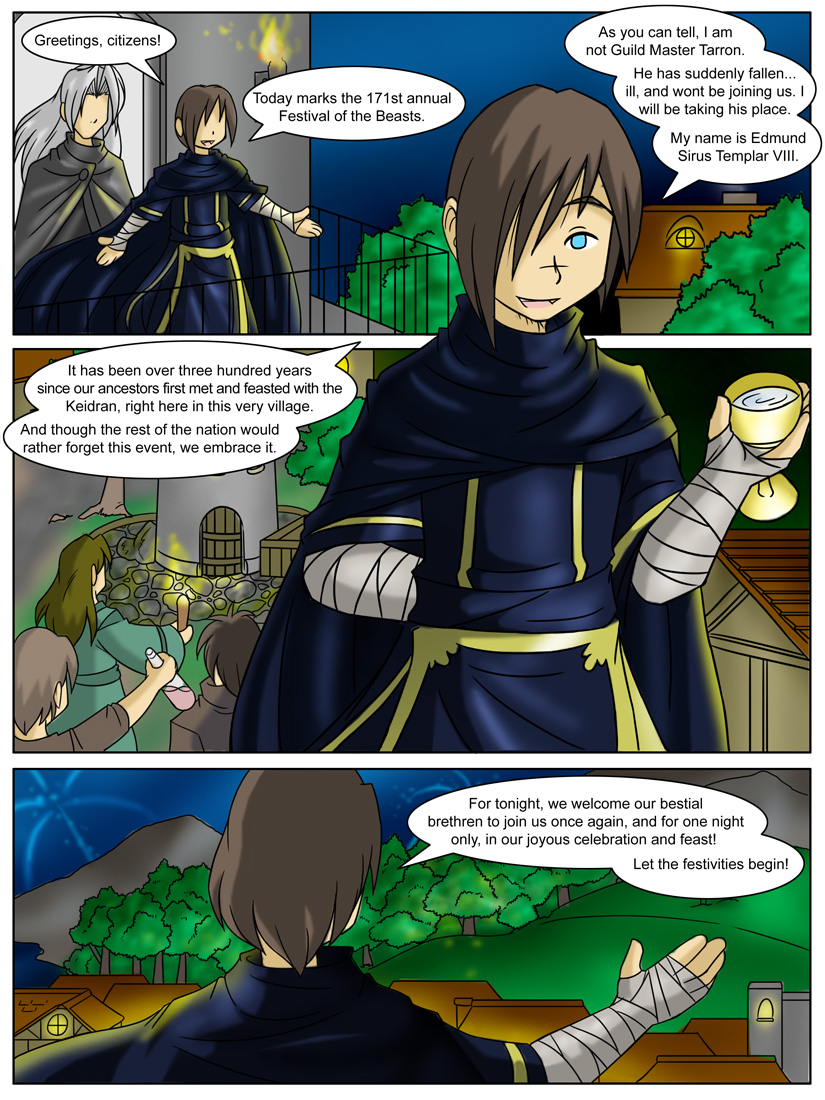 Greetings, citizens!
Today marks the 171st annual
Festival of the Beasts.
As you can tell, I am
not Guild Master Tarron.
He has suddenly fallen...
ill, and wont be joining us. I
will be taking his place.
My name is Edmund
Sirus Templar VIII.
It has been over three hundred years
since our ancestors first met and feasted with the
Keidran, right here in this very village.
And though the rest of the nation would
rather forget this event, we embrace it.
For tonight, we welcome our bestial
brethren to join us once again, and for one night
only, in our joyous celebration and feast!
Let the festivities begin!